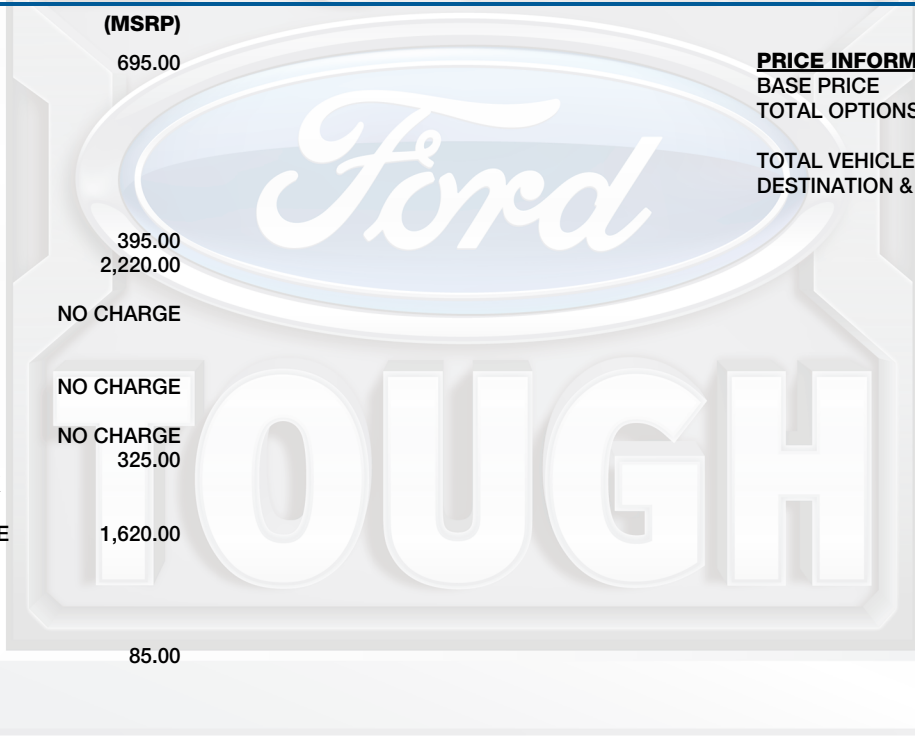 (MSRP)
695.00
395.00
2,220.00
NO CHARGE
NO CHARGE
NO CHARGE
325.00
E 1,620.00
85.00
PRICE INFORM
BASE PRICE
TOTAL OPTIONS
TOTAL VEHICLE
DESTINATION &
Ford
TOUGH